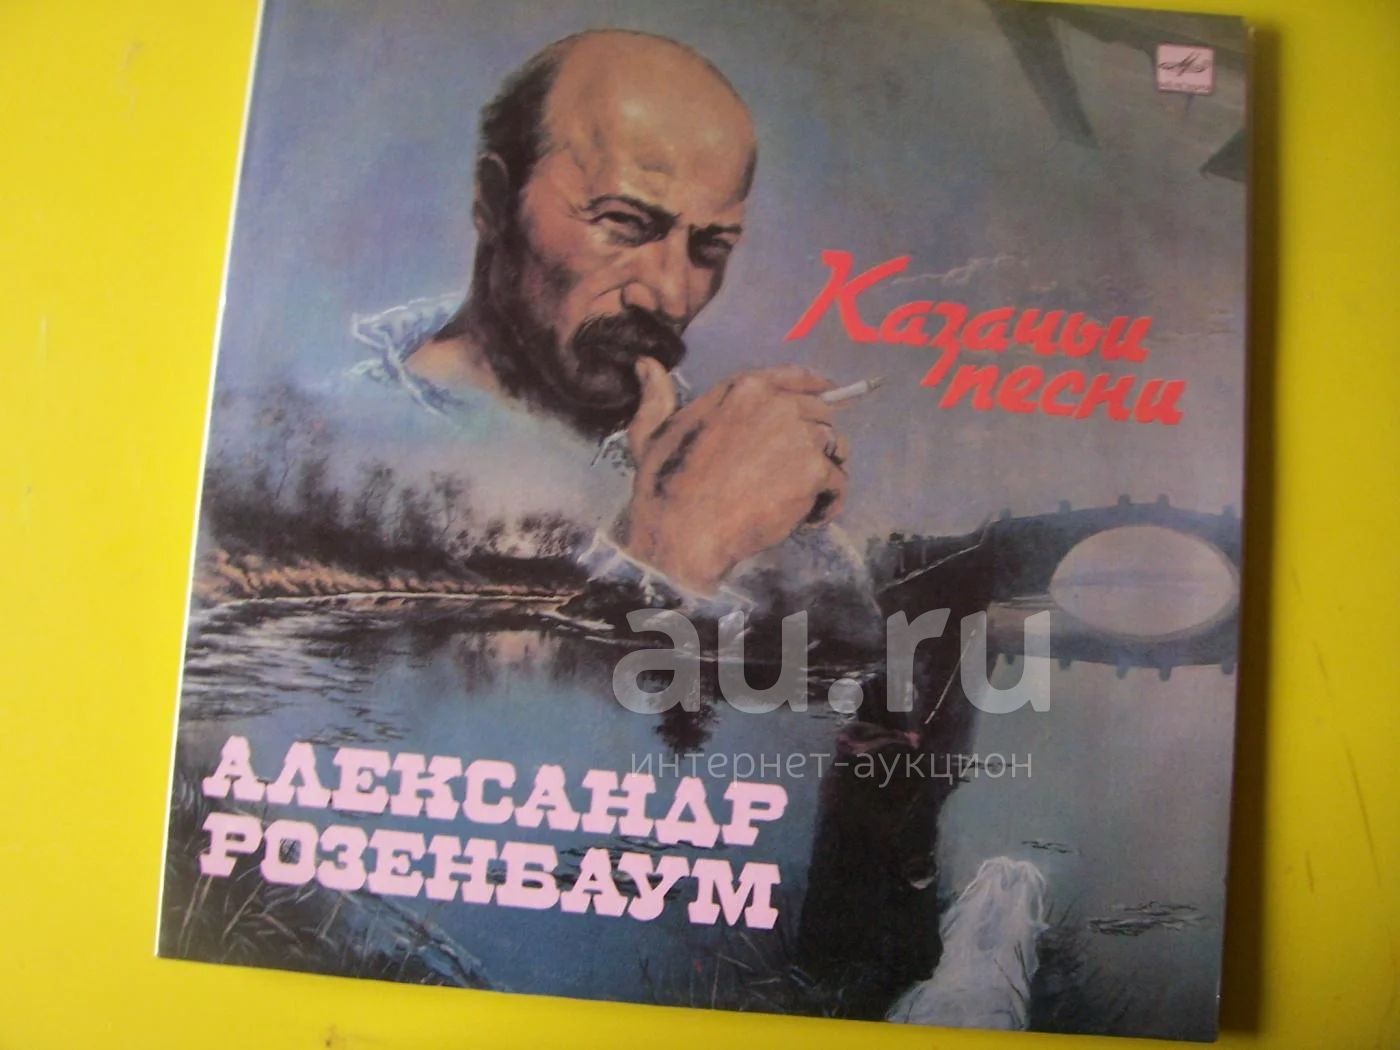 Казачьи
песни
au.ru
интернет-аукцион
АЛЕКСАНДР
РОЗЕНБАУМ